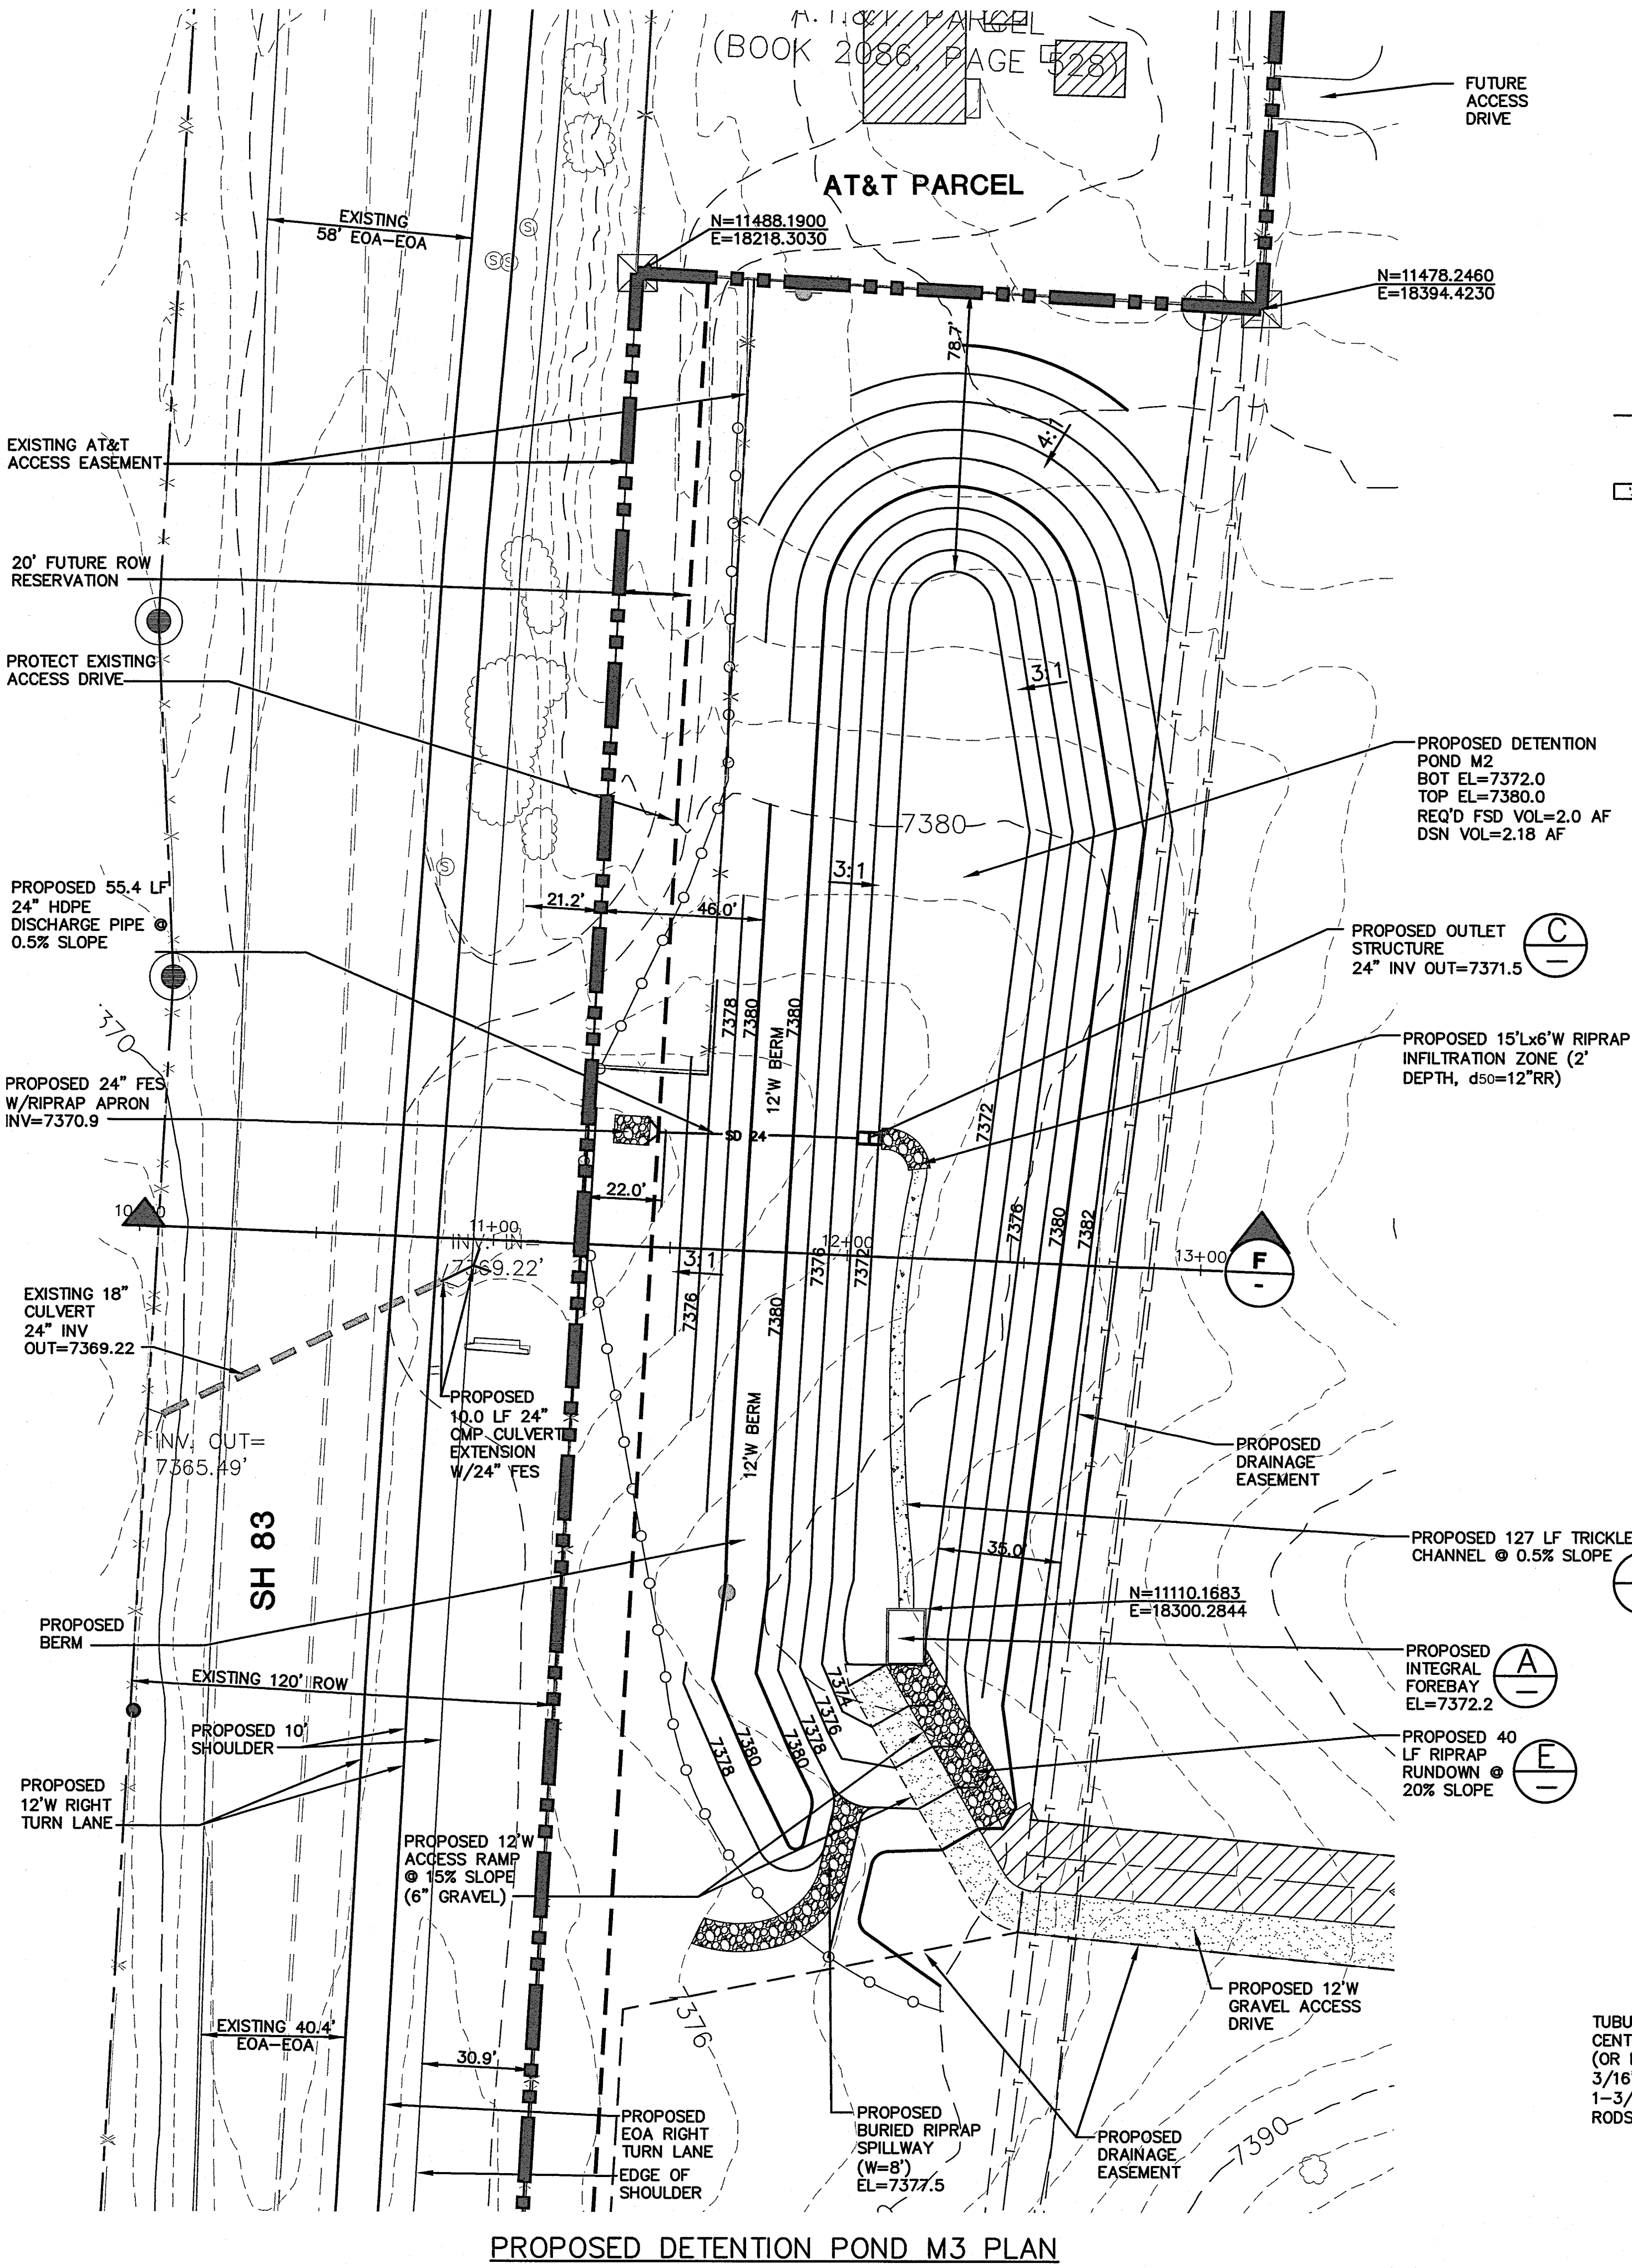 A.T.&T. PARCEL
(BOOK 2086, PAGE 528)
FUTURE
ACCESS
DRIVE
AT&T PARCEL
EXISTING
58' EOA-EOA
N=11488.1900
E=18218.3030
N=11478.2460
E=18394.4230
78.7'
4:1
EXISTING AT&T
ACCESS EASEMENT
20' FUTURE ROW
RESERVATION
PROTECT EXISTING
ACCESS DRIVE
3:1
PROPOSED DETENTION
POND M2
BOT EL=7372.0
TOP EL=7380.0
REQ'D FSD VOL=2.0 AF
DSN VOL=2.18 AF
7380
3:1
PROPOSED 55.4 LF
24" HDPE
DISCHARGE PIPE @
0.5% SLOPE
21.2'
46.0'
PROPOSED OUTLET
STRUCTURE
24" INV OUT=7371.5
C
7378
7380
7380
12'W BERM
7370
PROPOSED 15'Lx6'W RIPRAP
INFILTRATION ZONE (2'
DEPTH, d50=12"RR)
PROPOSED 24" FES
W/RIPRAP APRON
INV=7370.9
SD 24
7372
22.0'
11+00
INV. IN=
7369.22'
12+00
13+00
F
3:1
7376
7380
7376
7372
7376
7380
7382
EXISTING 18"
CULVERT
24" INV
OUT=7369.22
PROPOSED
10.0 LF 24"
CMP CULVERT
EXTENSION
W/24" FES
12'W BERM
INV. OUT=
7365.49'
PROPOSED
DRAINAGE
EASEMENT
SH 83
35.0'
PROPOSED 127 LF TRICKLE
CHANNEL @ 0.5% SLOPE
N=11110.1683
E=18300.2844
PROPOSED
BERM
PROPOSED
INTEGRAL
FOREBAY
EL=7372.2
A
EXISTING 120' ROW
PROPOSED 10'
SHOULDER
7374
7376
7378
7380
7380
7378
PROPOSED 40
LF RIPRAP
RUNDOWN @
20% SLOPE
E
PROPOSED
12'W RIGHT
TURN LANE
PROPOSED 12'W
ACCESS RAMP
@ 15% SLOPE
(6" GRAVEL)
PROPOSED 12'W
GRAVEL ACCESS
DRIVE
7376
EXISTING 40.4'
EOA-EOA
30.9'
PROPOSED
EOA RIGHT
TURN LANE
EDGE OF
SHOULDER
PROPOSED
BURIED RIPRAP
SPILLWAY
(W=8')
EL=7377.5
PROPOSED
DRAINAGE
EASEMENT
7390
3/16"
RODS
PROPOSED DETENTION POND M3 PLAN